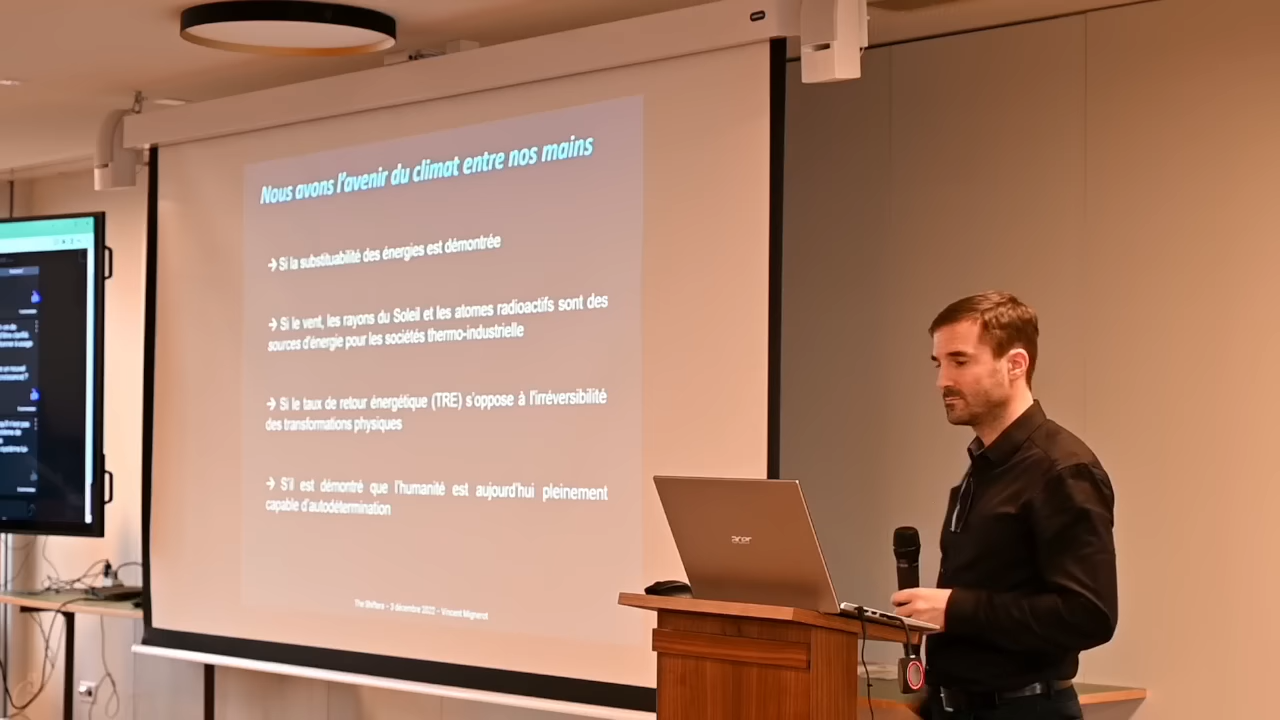 Nous avons l'avenir du climat entre nos mains
→ Si la substituabilité des énergies est démontrée
→ Si le vent, les rayons du Soleil et les atomes radioactifs sont des
sources d'énergie pour les sociétés thermo-industrielle
→ Si le taux de retour énergétique (TRE) s'oppose à l'irréversibilité
des transformations physiques
→ S'il est démontré que l'humanité est aujourd'hui pleinement
capable d'autodétermination
The Shifters – 3 décembre 2022 – Vincent Mignerot
acer